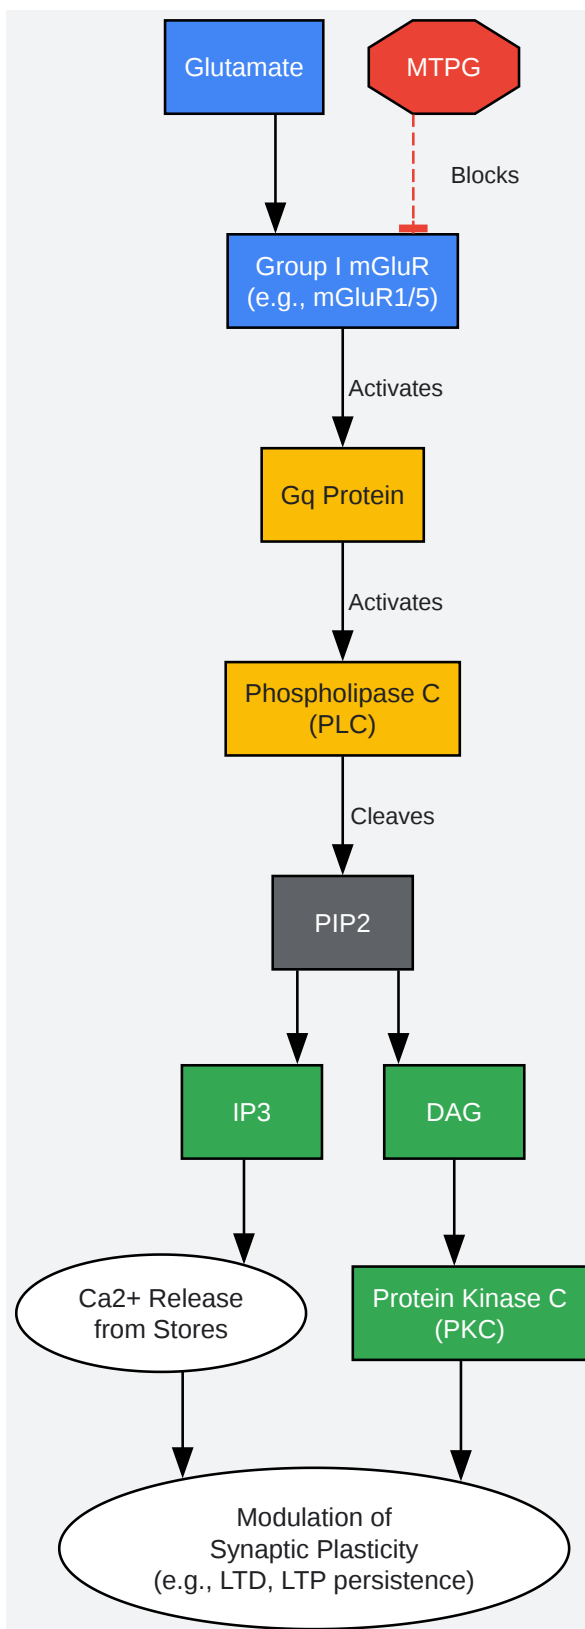 Glutamate
MTPG
Blocks
Group I mGluR
(e.g., mGluR1/5)
Activates
Gq Protein
Activates
Phospholipase C
(PLC)
Cleaves
PIP2
IP3
DAG
Ca2+ Release
from Stores
Protein Kinase C
(PKC)
Modulation of
Synaptic Plasticity
(e.g., LTD, LTP persistence)